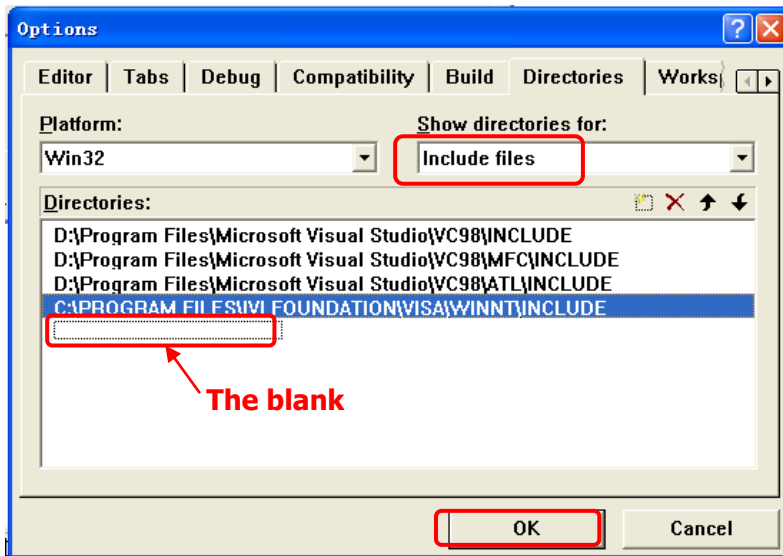 Options
Editor Tabs Debug Compatibility Build Directories Works
Platform: Show directories for:
Win32 Include files
Directories:
D:\Program Files\Microsoft Visual Studio\VC98\INCLUDE
D:\Program Files\Microsoft Visual Studio\VC98\MFC\INCLUDE
D:\Program Files\Microsoft Visual Studio\VC98\ATL\INCLUDE
C:\PROGRAM FILES\IVI FOUNDATION\VISA\WINNT\INCLUDE
The blank
OK Cancel